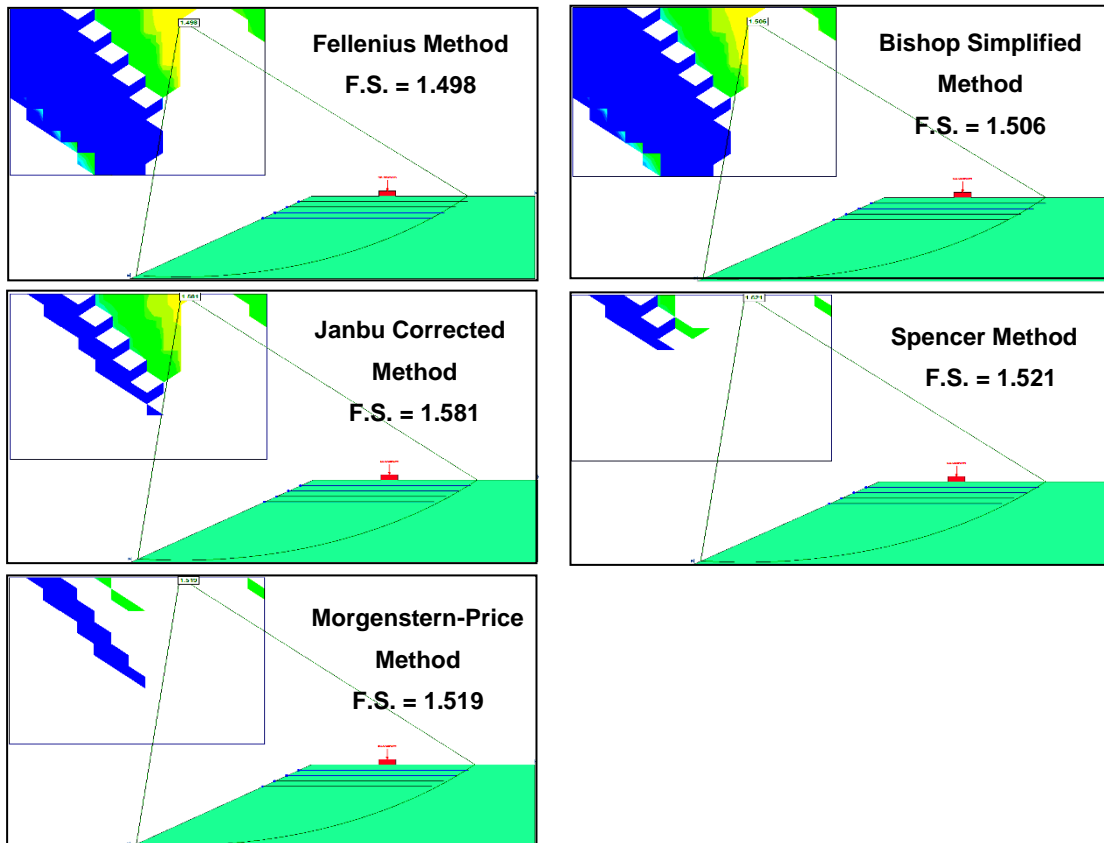 1.498
Fellenius Method
F.S. = 1.498
1.506
Bishop Simplified
Method
F.S. = 1.506
1.581
Janbu Corrected
Method
F.S. = 1.581
1.521
Spencer Method
F.S. = 1.521
1.519
Morgenstern-Price
Method
F.S. = 1.519